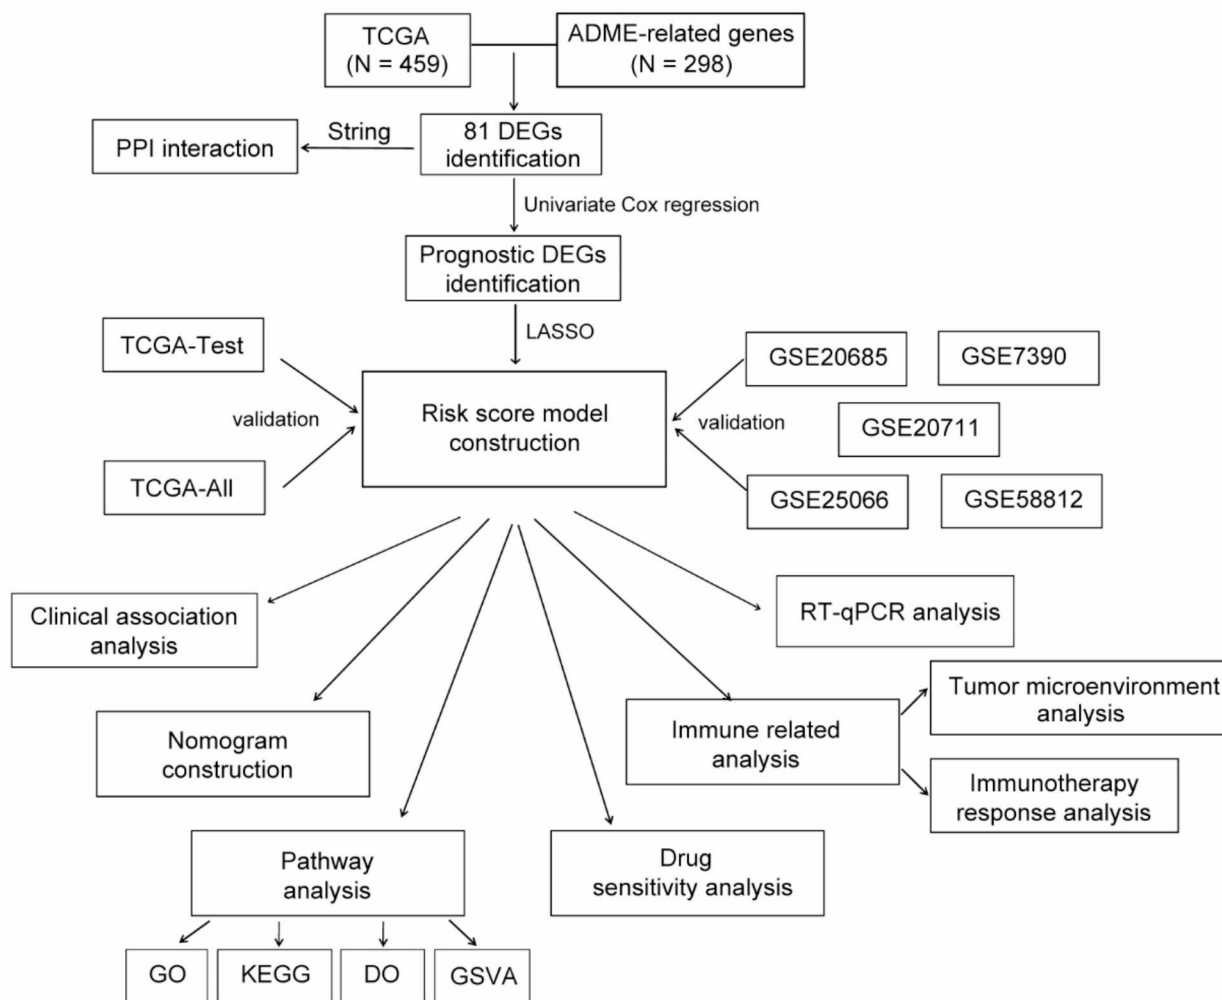 TCGA
(N = 459)
ADME-related genes
(N = 298)
81 DEGs
identification
String
PPI interaction
Univariate Cox regression
Prognostic DEGs
identification
LASSO
TCGA-Test
validation
TCGA-All
Risk score model
construction
GSE20685
GSE7390
validation
GSE20711
GSE25066
GSE58812
Clinical association
analysis
RT-qPCR analysis
Nomogram
construction
Immune related
analysis
Tumor microenvironment
analysis
Immunotherapy
response analysis
Pathway
analysis
Drug
sensitivity analysis
GO
KEGG
DO
GSVA